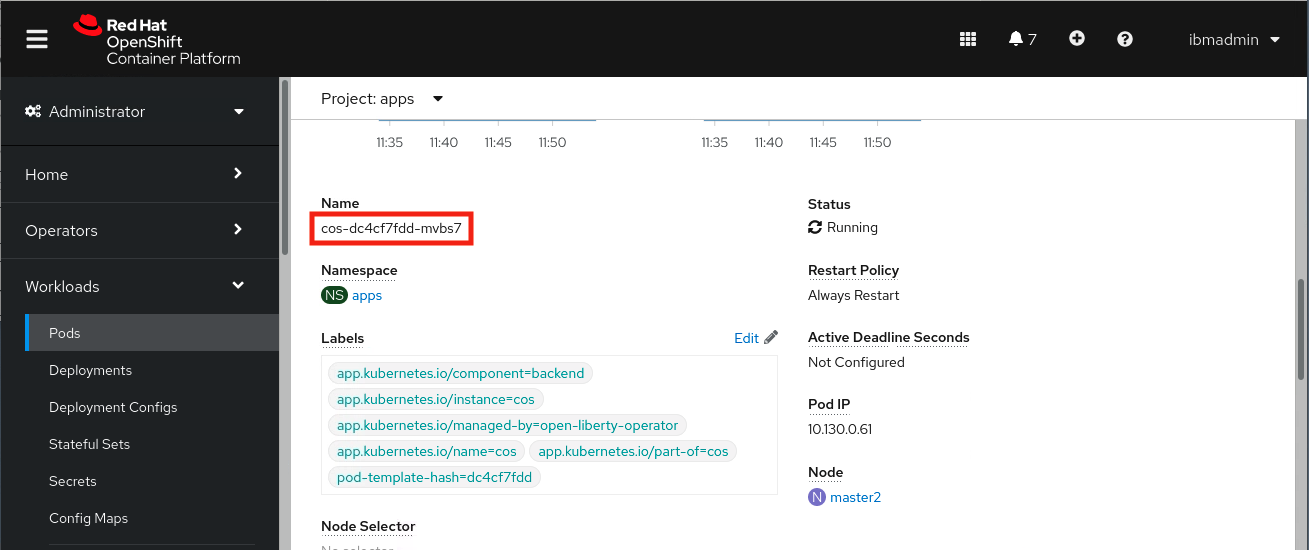 Red Hat
OpenShift
Container Platform
7
ibmadmin
Administrator
Home
Operators
Workloads
Pods
Deployments
Deployment Configs
Stateful Sets
Secrets
Config Maps
Project: apps
11:35 11:40 11:45 11:50
11:35 11:40 11:45 11:50
Name
cos-dc4cf7fdd-mvbs7
Namespace
NS apps
Labels
Edit
app.kubernetes.io/component=backend
app.kubernetes.io/instance=cos
app.kubernetes.io/managed-by=open-liberty-operator
app.kubernetes.io/name=cos app.kubernetes.io/part-of=cos
pod-template-hash=dc4cf7fdd
Node Selector
No selector
Status
Running
Restart Policy
Always Restart
Active Deadline Seconds
Not Configured
Pod IP
10.130.0.61
Node
N master2